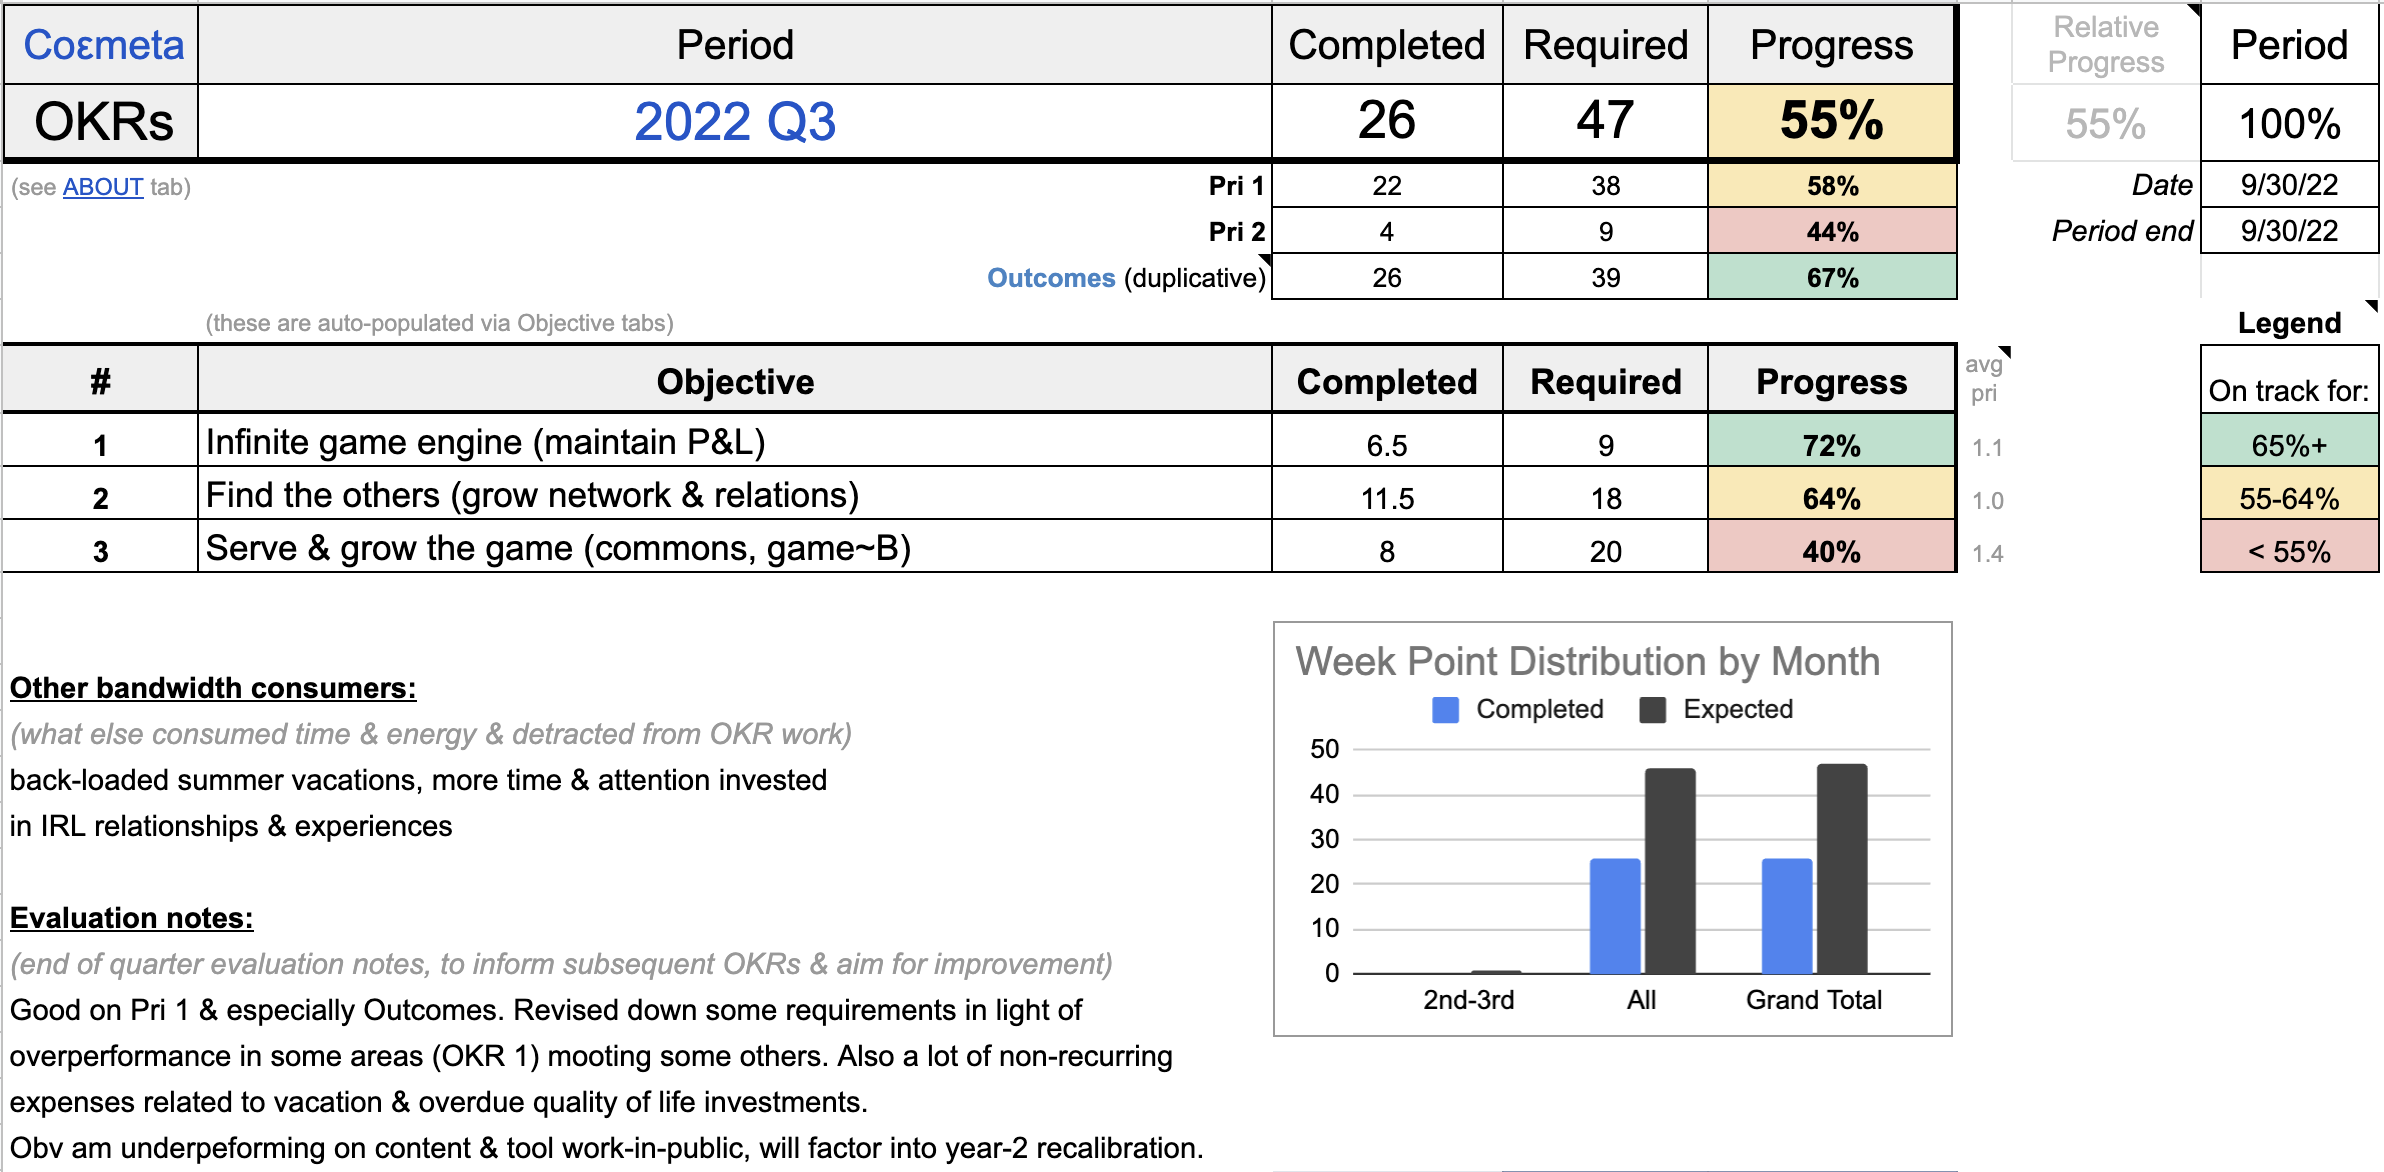 Coεmeta Period Completed Required Progress Relative Progress Period
OKRs 2022 Q3 26 47 55% 55% 100%
(see ABOUT tab) Pri 1 22 38 58% Date 9/30/22
Pri 2 4 9 44% Period end 9/30/22
Outcomes (duplicative) 26 39 67%
(these are auto-populated via Objective tabs) Legend
# Objective Completed Required Progress avg pri On track for:
1 Infinite game engine (maintain P&L) 6.5 9 72% 1.1 65%+
2 Find the others (grow network & relations) 11.5 18 64% 1.0 55-64%
3 Serve & grow the game (commons, game~B) 8 20 40% 1.4 < 55%
Other bandwidth consumers:
(what else consumed time & energy & detracted from OKR work)
back-loaded summer vacations, more time & attention invested
in IRL relationships & experiences
Evaluation notes:
(end of quarter evaluation notes, to inform subsequent OKRs & aim for improvement)
Good on Pri 1 & especially Outcomes. Revised down some requirements in light of
overperformance in some areas (OKR 1) mooting some others. Also a lot of non-recurring
expenses related to vacation & overdue quality of life investments.
Obv am underpeforming on content & tool work-in-public, will factor into year-2 recalibration.
Week Point Distribution by Month
Completed Expected
50
40
30
20
10
0
2nd-3rd All Grand Total